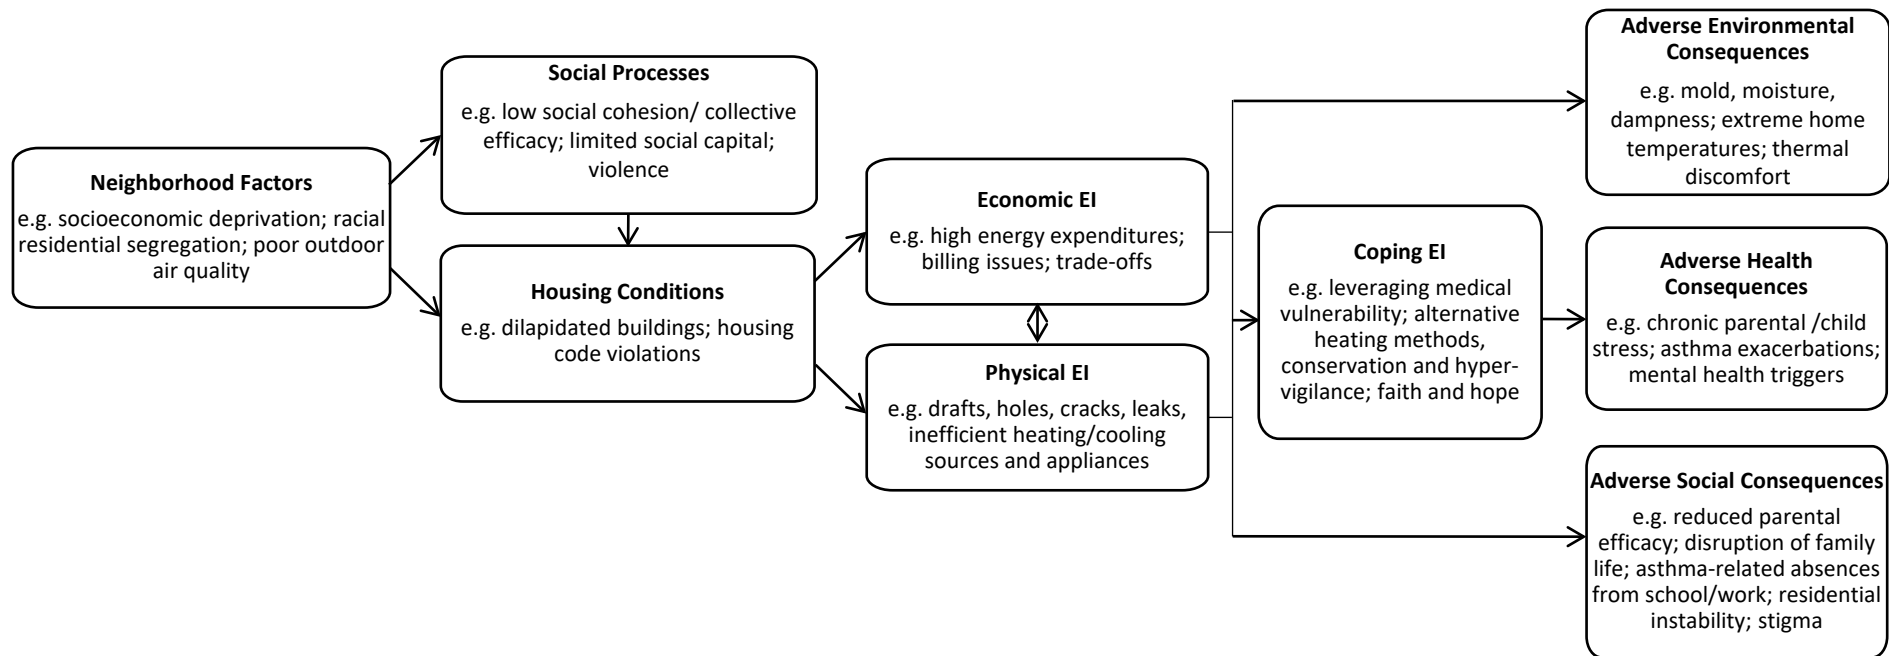 Neighborhood Factors
e.g. socioeconomic deprivation; racial
residential segregation; poor outdoor
air quality
Social Processes
e.g. low social cohesion/ collective
efficacy; limited social capital;
violence
Housing Conditions
e.g. dilapidated buildings; housing
code violations
Economic EI
e.g. high energy expenditures;
billing issues; trade-offs
Physical EI
e.g. drafts, holes, cracks, leaks,
inefficient heating/cooling
sources and appliances
Coping EI
e.g. leveraging medical
vulnerability; alternative
heating methods,
conservation and hyper-
vigilance; faith and hope
Adverse Environmental
Consequences
e.g. mold, moisture,
dampness; extreme home
temperatures; thermal
discomfort
Adverse Health
Consequences
e.g. chronic parental /child
stress; asthma exacerbations;
mental health triggers
Adverse Social Consequences
e.g. reduced parental
efficacy; disruption of family
life; asthma-related absences
from school/work; residential
instability; stigma